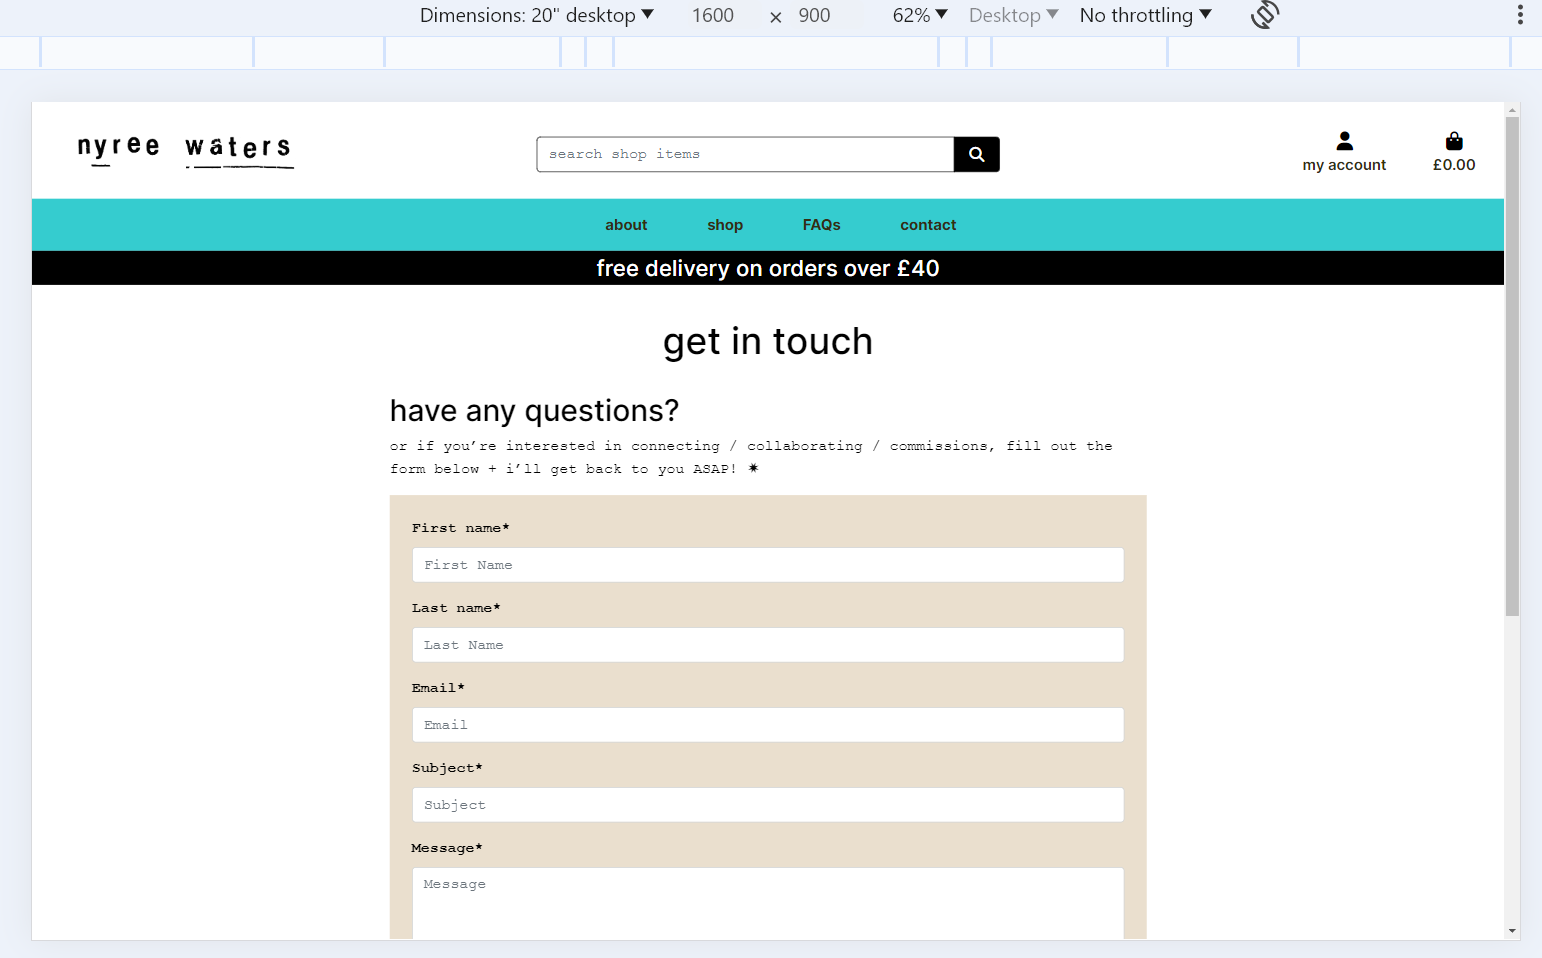 Dimensions: 20" desktop ▼ 1600 × 900 62% ▼ Desktop ▼ No throttling ▼
nyree waters
search shop items
my account
£0.00
about shop FAQs contact
free delivery on orders over £40
get in touch
have any questions?
or if you’re interested in connecting / collaborating / commissions, fill out the
form below + i’ll get back to you ASAP! ✷
First name*
First Name
Last name*
Last Name
Email*
Email
Subject*
Subject
Message*
Message